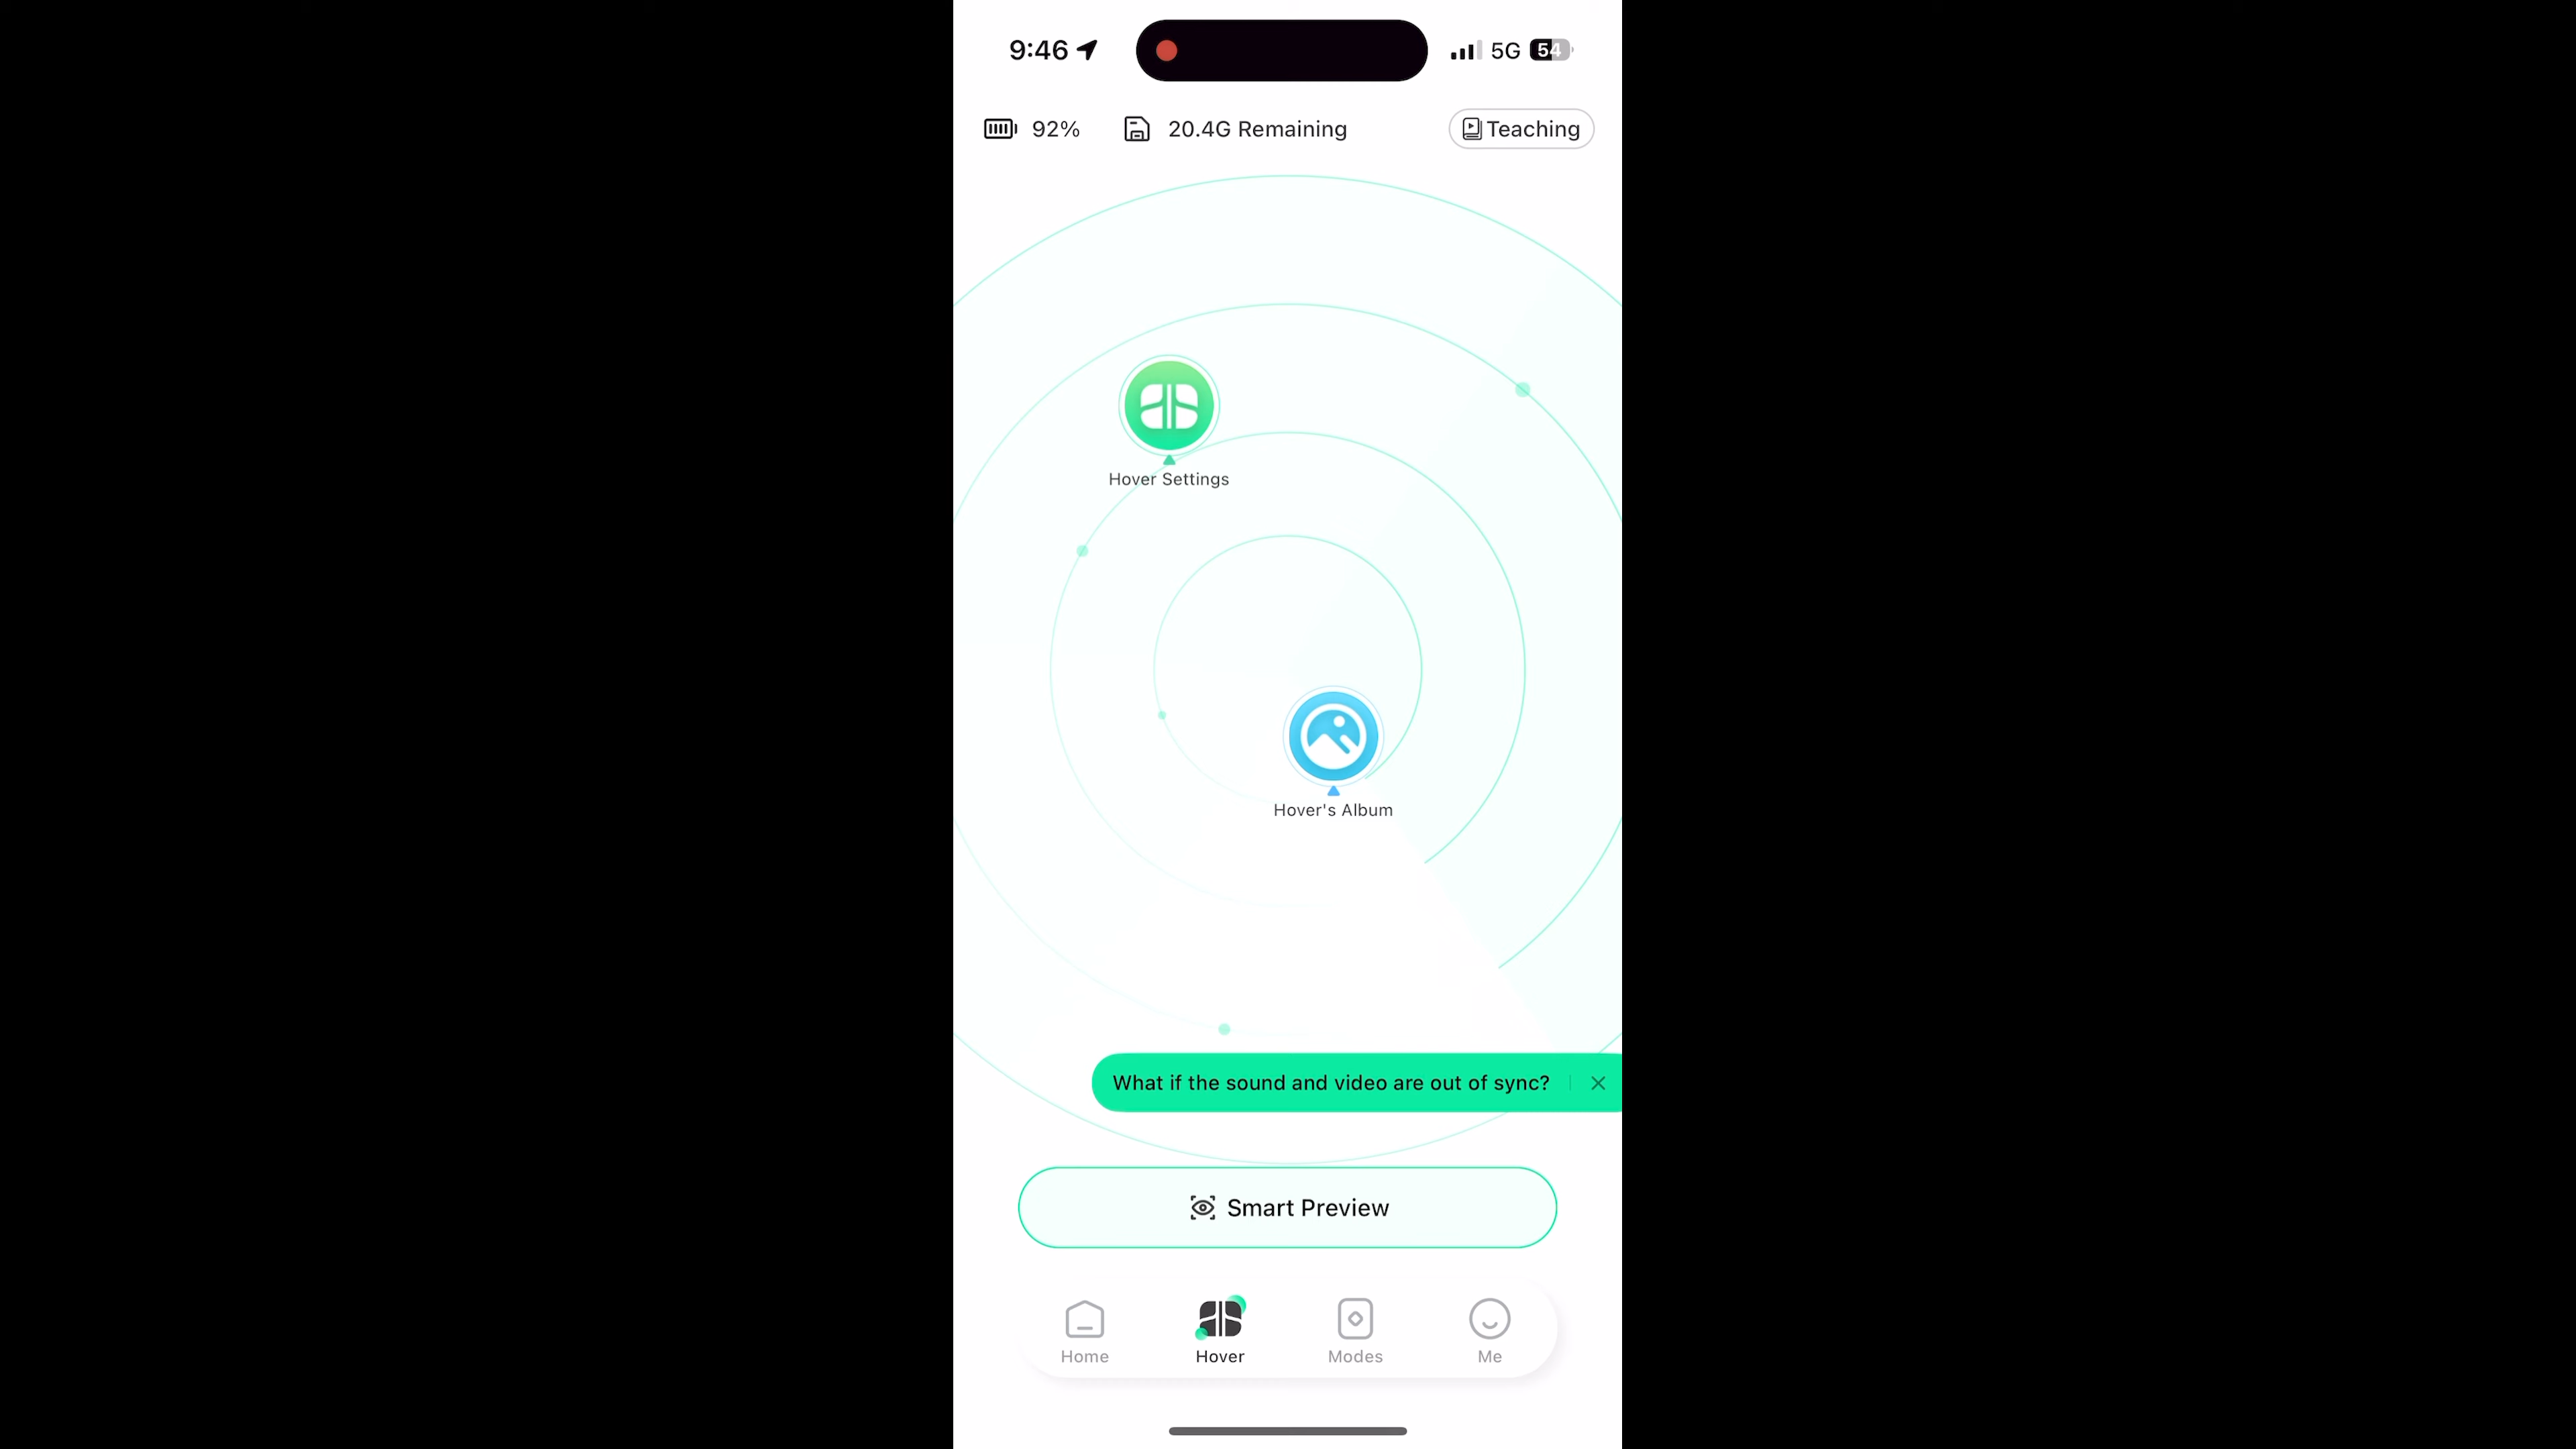 9:46
5G
54
92%
20.4G Remaining
Teaching
Hover Settings
Hover's Album
What if the sound and video are out of sync?
Smart Preview
Home
Hover
Modes
Me